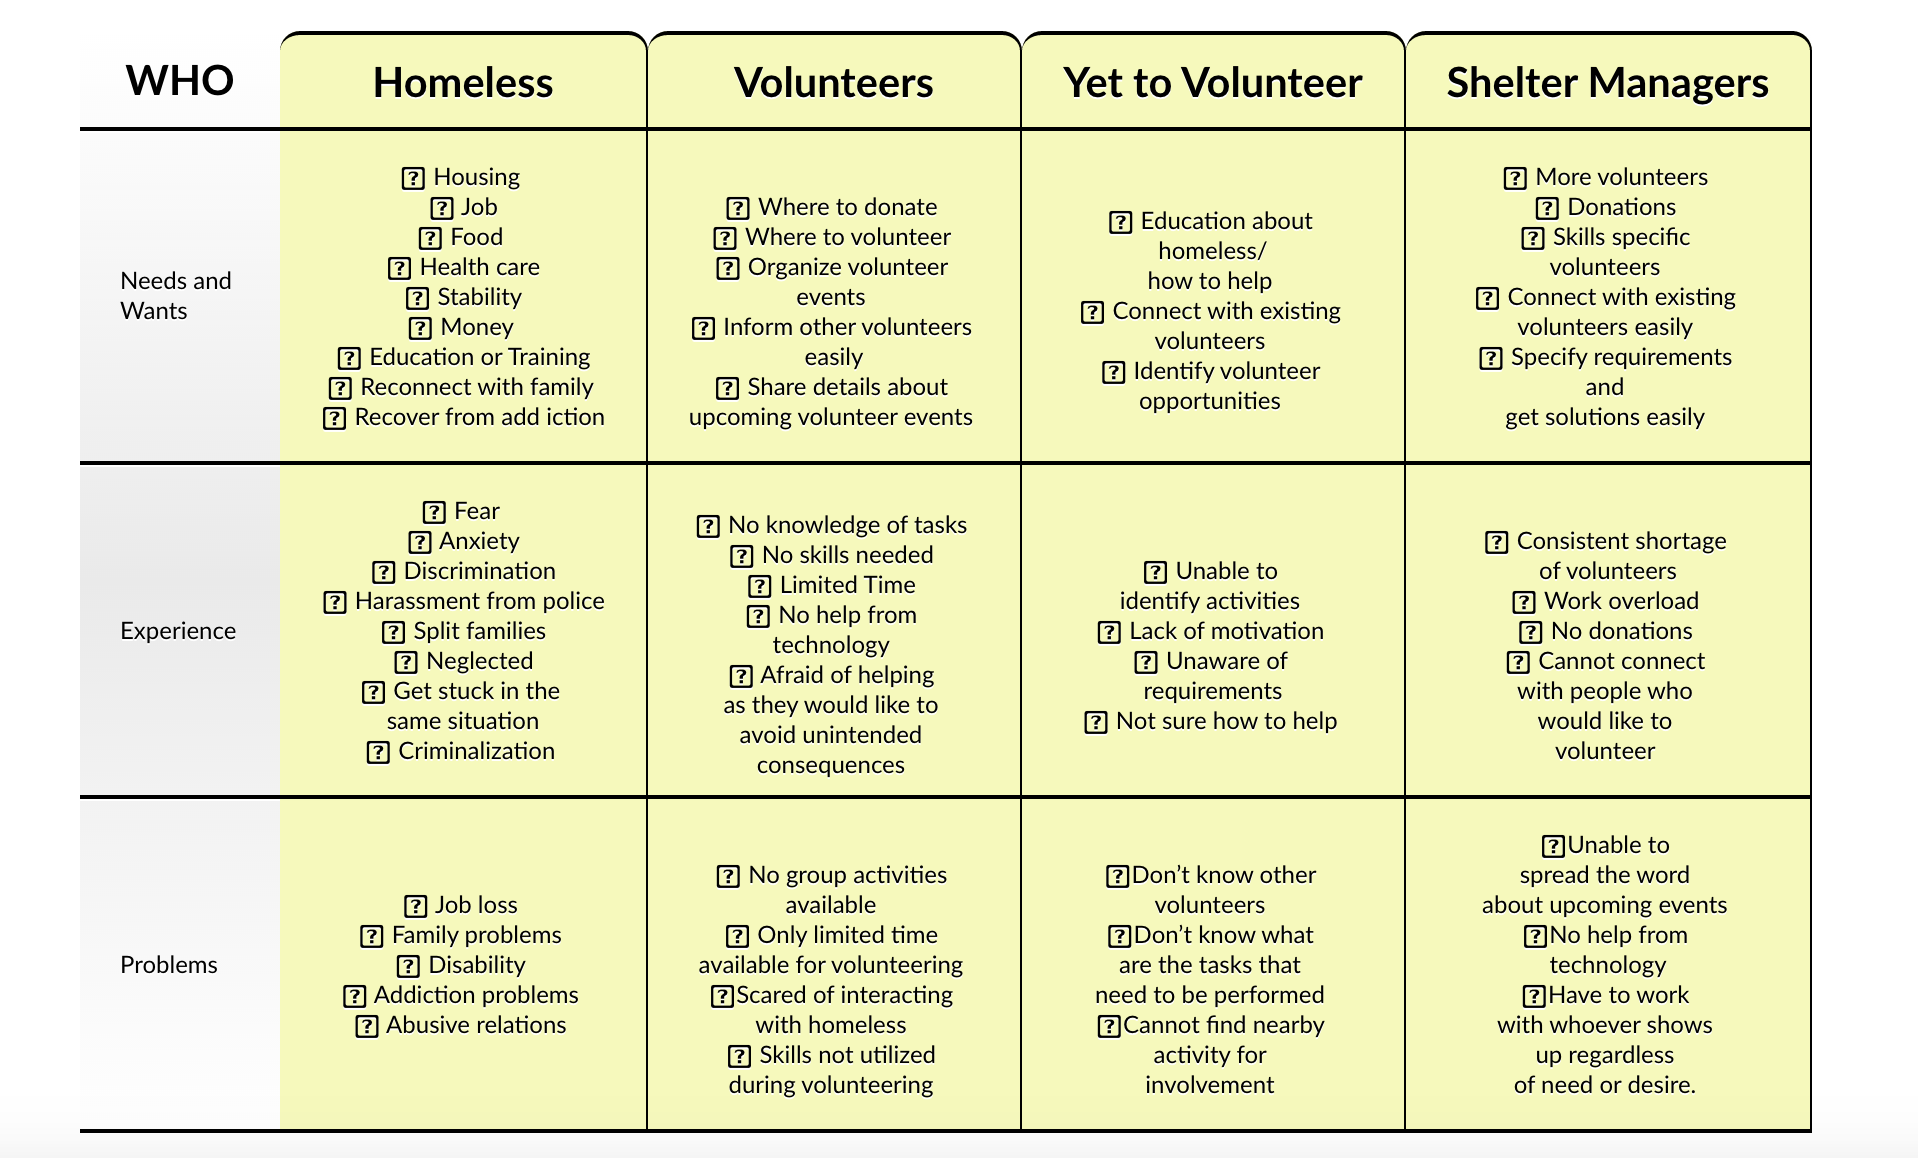 WHO
Homeless
Volunteers
Yet to Volunteer
Shelter Managers
Needs and
Wants
⍰ Housing
⍰ Job
⍰ Food
⍰ Health care
⍰ Stability
⍰ Money
⍰ Education or Training
⍰ Reconnect with family
⍰ Recover from add iction
⍰ Where to donate
⍰ Where to volunteer
⍰ Organize volunteer
events
⍰ Inform other volunteers
easily
⍰ Share details about
upcoming volunteer events
⍰ Education about
homeless/
how to help
⍰ Connect with existing
volunteers
⍰ Identify volunteer
opportunities
⍰ More volunteers
⍰ Donations
⍰ Skills specific
volunteers
⍰ Connect with existing
volunteers easily
⍰ Specify requirements
and
get solutions easily
Experience
⍰ Fear
⍰ Anxiety
⍰ Discrimination
⍰ Harassment from police
⍰ Split families
⍰ Neglected
⍰ Get stuck in the
same situation
⍰ Criminalization
⍰ No knowledge of tasks
⍰ No skills needed
⍰ Limited Time
⍰ No help from
technology
⍰ Afraid of helping
as they would like to
avoid unintended
consequences
⍰ Unable to
identify activities
⍰ Lack of motivation
⍰ Unaware of
requirements
⍰ Not sure how to help
⍰ Consistent shortage
of volunteers
⍰ Work overload
⍰ No donations
⍰ Cannot connect
with people who
would like to
volunteer
Problems
⍰ Job loss
⍰ Family problems
⍰ Disability
⍰ Addiction problems
⍰ Abusive relations
⍰ No group activities
available
⍰ Only limited time
available for volunteering
⍰Scared of interacting
with homeless
⍰ Skills not utilized
during volunteering
⍰Don’t know other
volunteers
⍰Don’t know what
are the tasks that
need to be performed
⍰Cannot find nearby
activity for
involvement
⍰Unable to
spread the word
about upcoming events
⍰No help from
technology
⍰Have to work
with whoever shows
up regardless
of need or desire.